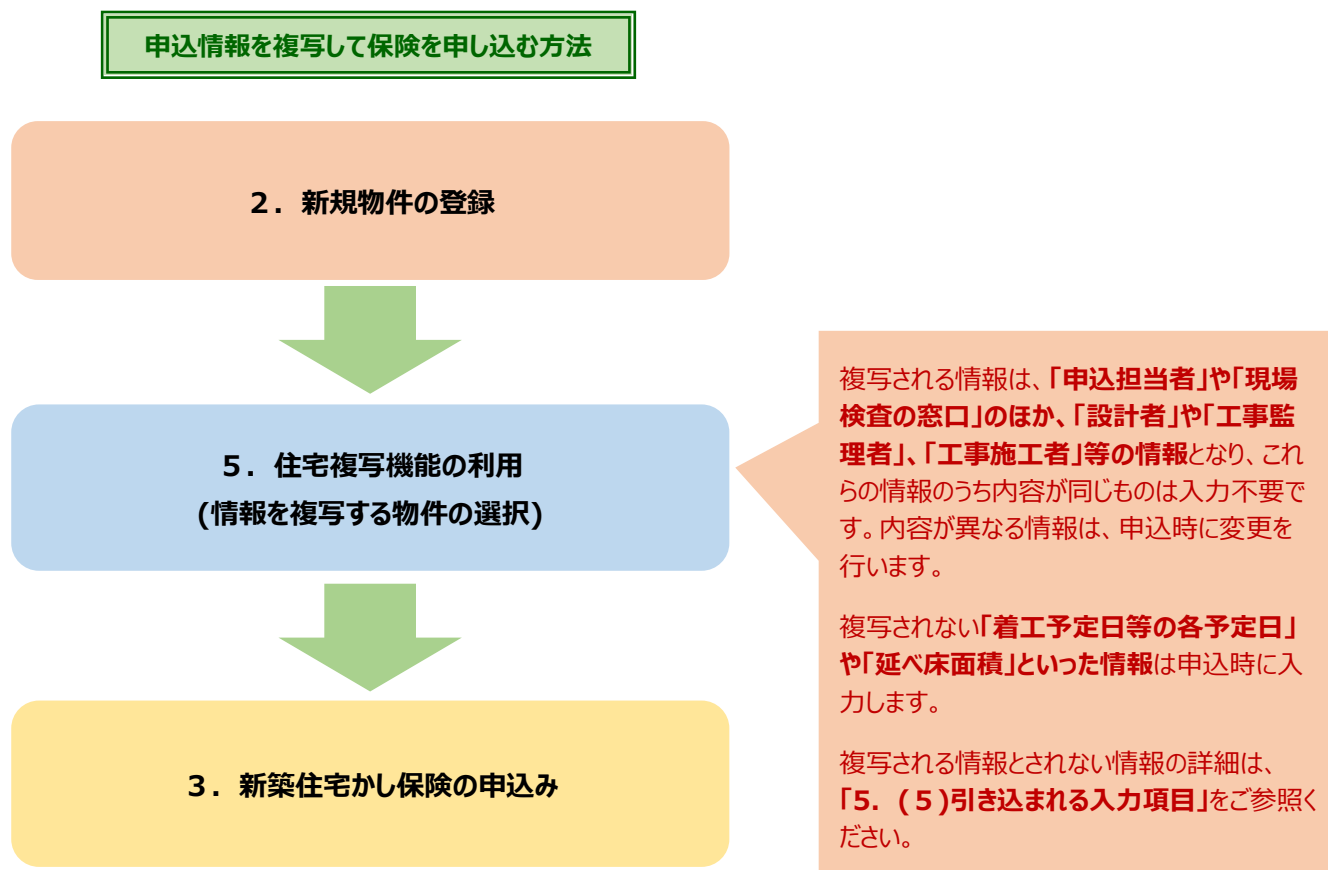 申込情報を複写して保険を申し込む方法
2．新規物件の登録
5．住宅複写機能の利用
(情報を複写する物件の選択)
3．新築住宅かし保険の申込み
複写される情報は、「申込担当者」や「現場
検査の窓口」のほか、「設計者」や「工事監
理者」、「工事施工者」等の情報となり、これ
らの情報のうち内容が同じものは入力不要で
す。内容が異なる情報は、申込時に変更を
行います。
複写されない「着工予定日等の各予定日」
や「延べ床面積」といった情報は申込時に入
力します。
複写される情報とされない情報の詳細は、
「5．(５)引き込まれる入力項目」をご参照く
ださい。